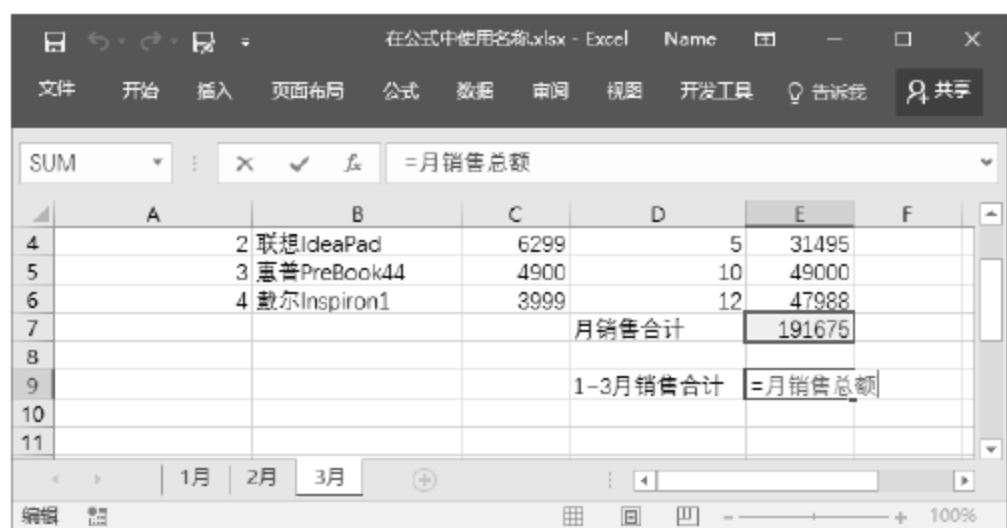 在公式中使用名称.xlsx - Excel Name
文件 开始 插入 页面布局 公式 数据 审阅 视图 开发工具 告诉我 共享
SUM fx =月销售总额
A B C D E F
4 2 联想IdeaPad 6299 5 31495
5 3 惠普PreBook44 4900 10 49000
6 4 戴尔Inspiron1 3999 12 47988
7 月销售合计 191675
8
9 1-3月销售合计 =月销售总额
10
11
1月 2月 3月
编辑 100%